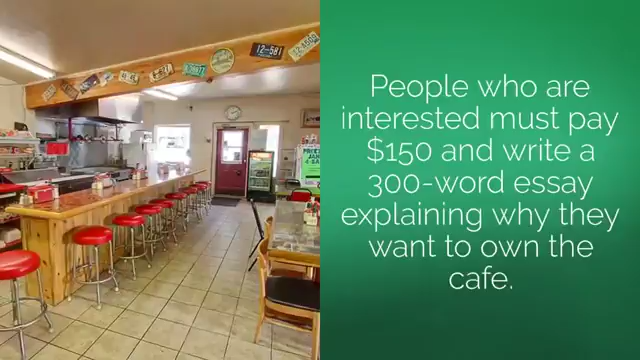 12-581
People who are
interested must pay
$150 and write a
300-word essay
explaining why they
want to own the
cafe.